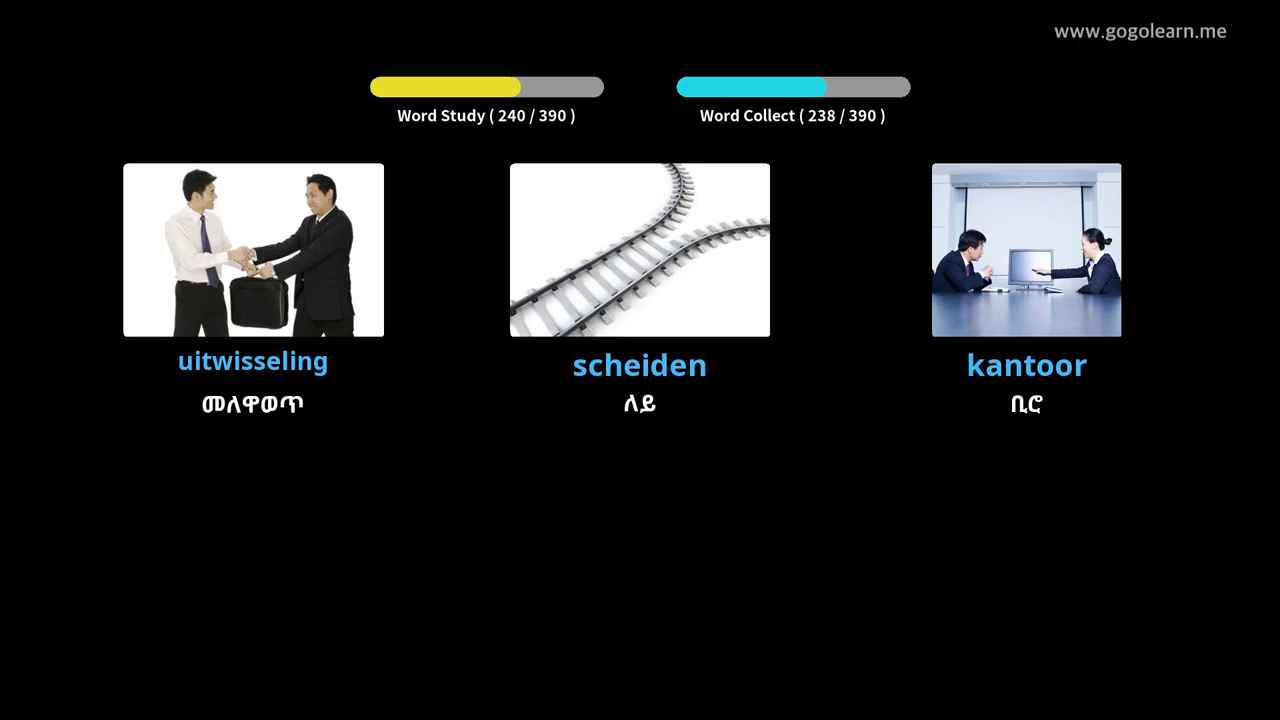 www.gogolearn.me
Word Study ( 240 / 390 )
Word Collect ( 238 / 390 )
uitwisseling
scheiden
kantoor
መለዋወጥ
ለይ
ቢሮ